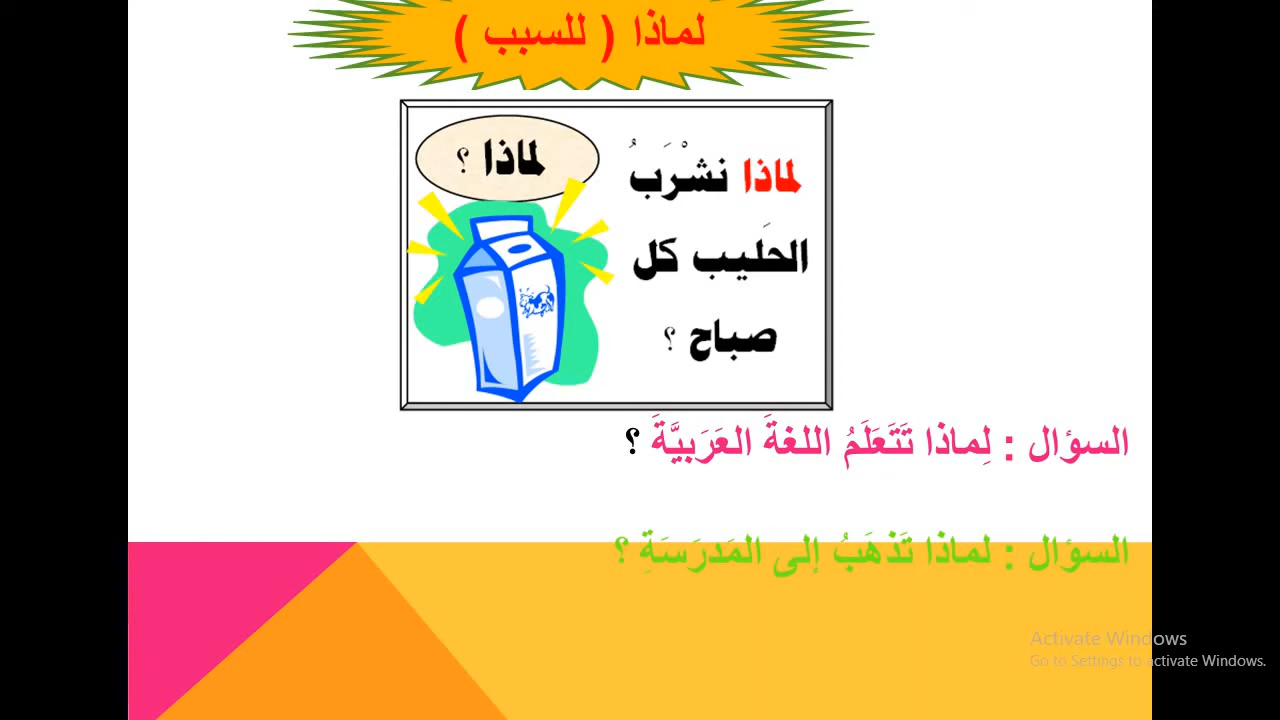 لماذا ( للسبب )
لماذا ؟
لماذا نشْرَبُ
الحَليب كل
صباح ؟
السؤال : لِماذا تَتَعَلَمُ اللغةَ العَرَبيَّةَ ؟
السؤال : لماذا تَذهَبُ إلى المَدرَسَةِ ؟
Activate Windows
Go to Settings to activate Windows.